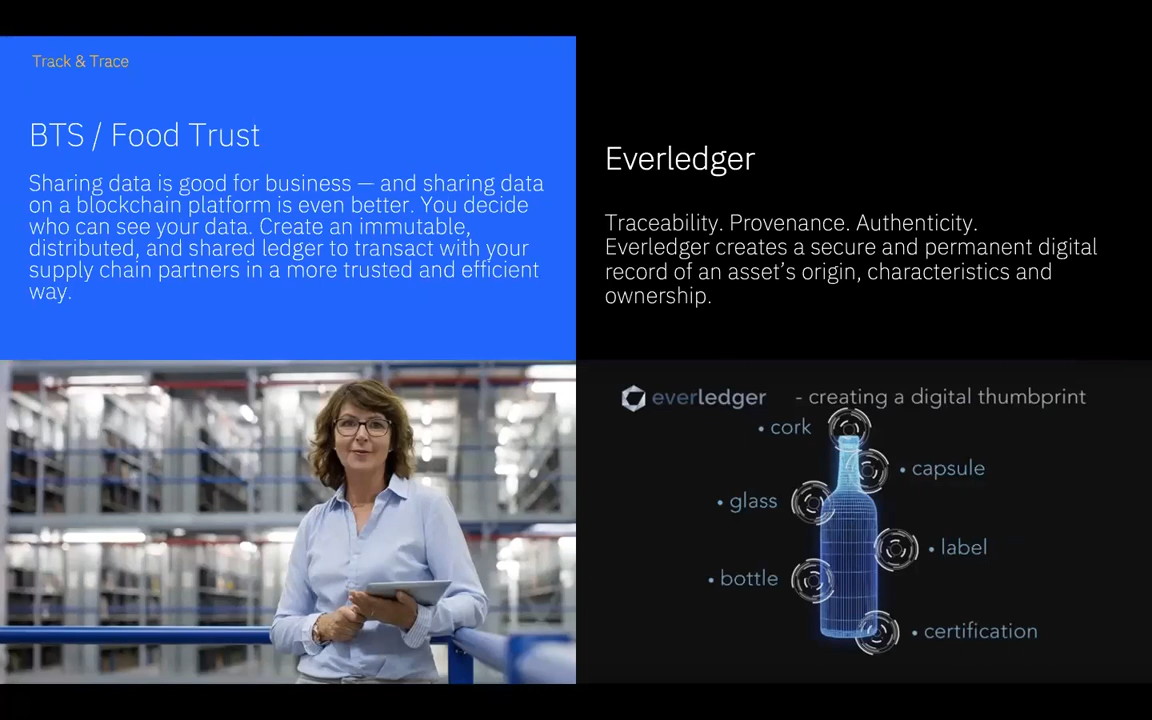 Track & Trace
BTS / Food Trust
Sharing data is good for business — and sharing data
on a blockchain platform is even better. You decide
who can see your data. Create an immutable,
distributed, and shared ledger to transact with your
supply chain partners in a more trusted and efficient
way.
Everledger
Traceability. Provenance. Authenticity.
Everledger creates a secure and permanent digital
record of an asset’s origin, characteristics and
ownership.
everledger - creating a digital thumbprint
• cork
• capsule
• glass
• label
• bottle
• certification